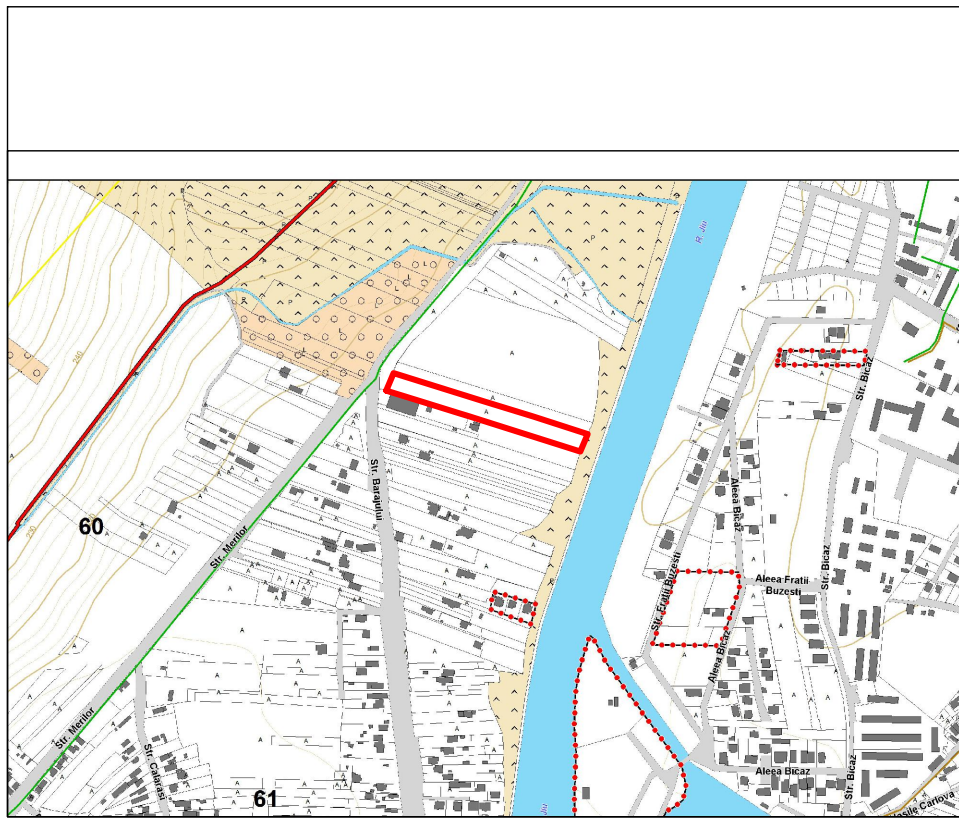 R. Jiu
240
Str. Bicaz
60
Str. Barajului
Str. Merilor
Aleea Bicaz
Str. Bicaz
Str. Fratii Buzesti
Aleea Fratii
Buzesti
Aleea Bicaz
Str. Merilor
Str. Calarasi
61
Jiu
Aleea Bicaz
Str. Bicaz
Vasile Carlova